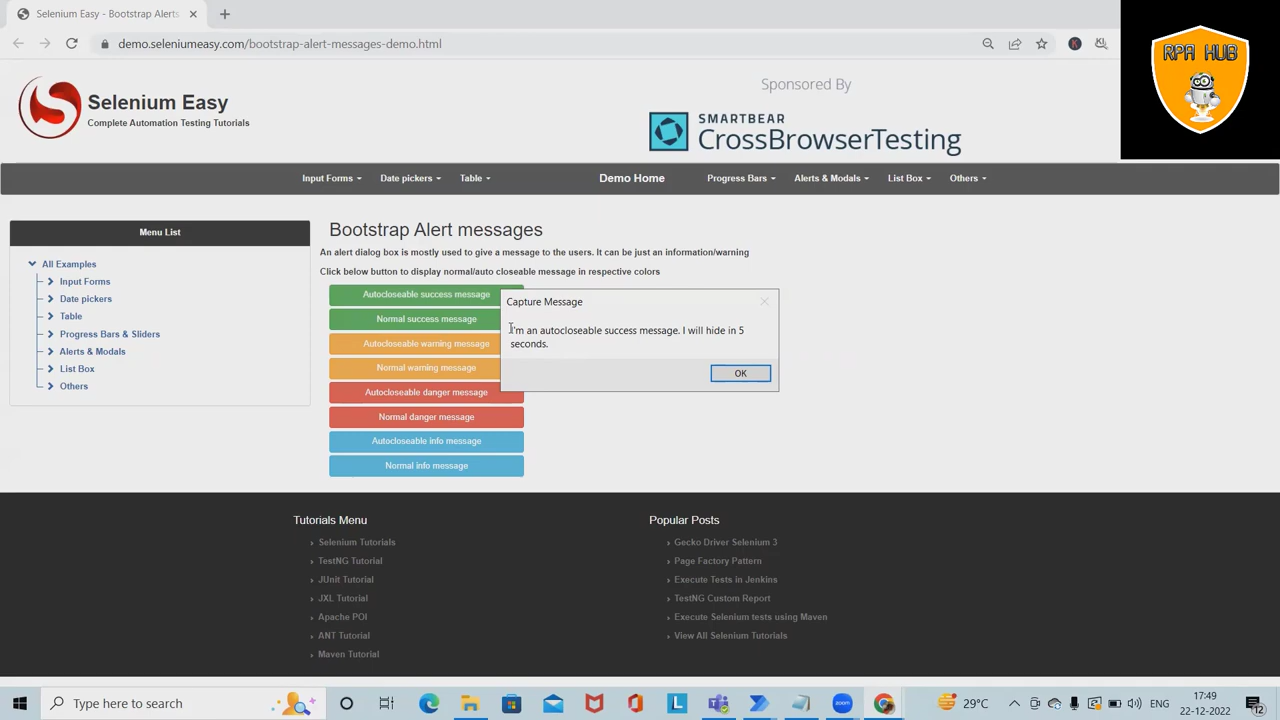 Selenium Easy - Bootstrap Alerts
demo.seleniumeasy.com/bootstrap-alert-messages-demo.html
RPA HUB
Selenium Easy
Complete Automation Testing Tutorials
Sponsored By
SMARTBEAR
CrossBrowserTesting
Input Forms
Date pickers
Table
Demo Home
Progress Bars
Alerts & Modals
List Box
Others
Menu List
All Examples
Input Forms
Date pickers
Table
Progress Bars & Sliders
Alerts & Modals
List Box
Others
Bootstrap Alert messages
An alert dialog box is mostly used to give a message to the users. It can be just an information/warning
Click below button to display normal/auto closeable message in respective colors
Autocloseable success message
Normal success message
Autocloseable warning message
Normal warning message
Autocloseable danger message
Normal danger message
Autocloseable info message
Normal info message
Capture Message
I'm an autocloseable success message. I will hide in 5
seconds.
OK
Tutorials Menu
Selenium Tutorials
TestNG Tutorial
JUnit Tutorial
JXL Tutorial
Apache POI
ANT Tutorial
Maven Tutorial
Popular Posts
Gecko Driver Selenium 3
Page Factory Pattern
Execute Tests in Jenkins
TestNG Custom Report
Execute Selenium tests using Maven
View All Selenium Tutorials
Type here to search
L
zoom
29°C
ENG
17:49
22-12-2022
12